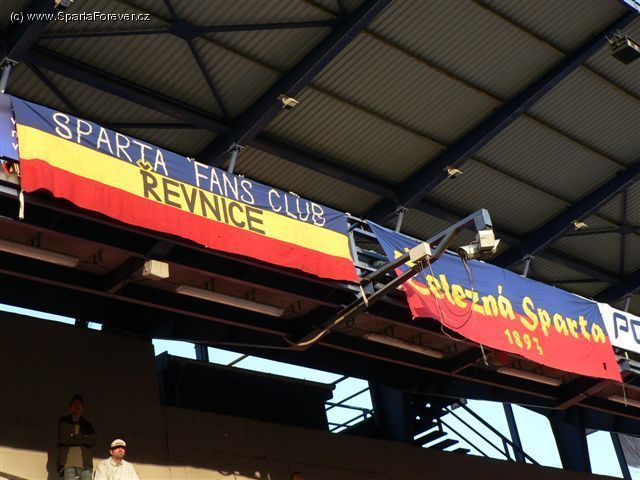 (c) www.SpartaForever.cz
SPARTA FANS CLUB
ŘEVNICE
Železná Sparta
1893